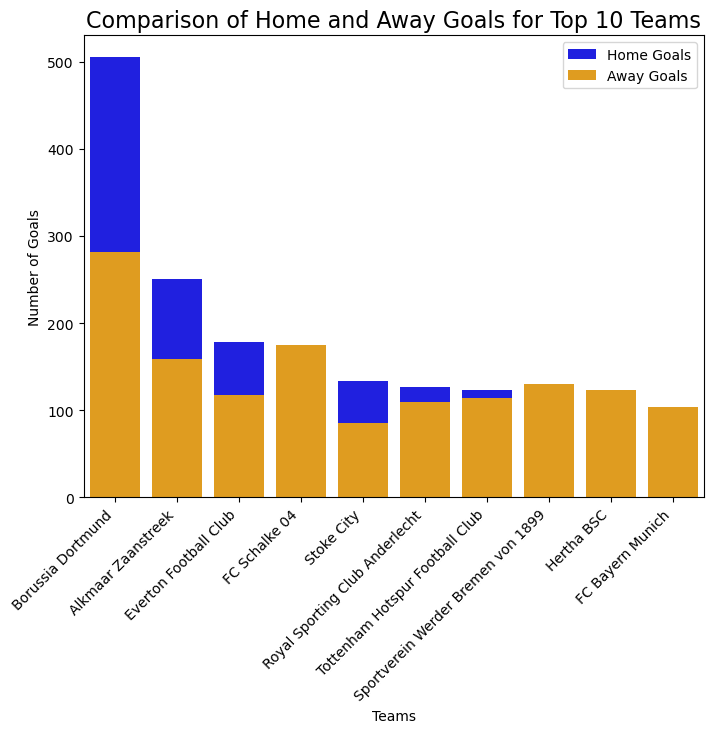 Comparison of Home and Away Goals for Top 10 Teams
Home Goals
Away Goals
Number of Goals
500
400
300
200
100
0
Borussia Dortmund
Alkmaar Zaanstreek
Everton Football Club
FC Schalke 04
Stoke City
Royal Sporting Club Anderlecht
Tottenham Hotspur Football Club
Sportverein Werder Bremen von 1899
Hertha BSC
FC Bayern Munich
Teams